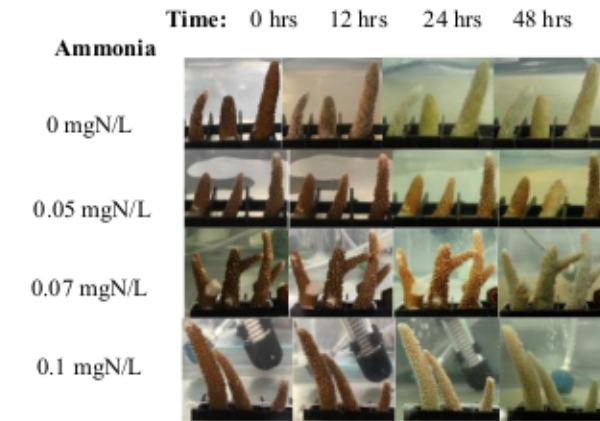 Time: 0 hrs 12 hrs 24 hrs 48 hrs
Ammonia
0 mgN/L
0.05 mgN/L
0.07 mgN/L
0.1 mgN/L